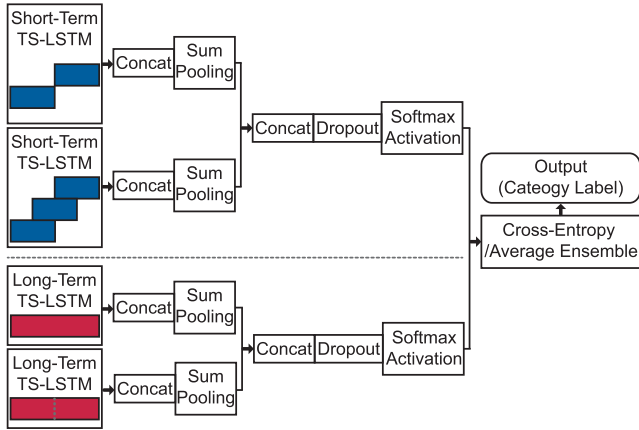 Short-Term
TS-LSTM
Concat
Sum
Pooling
Short-Term
TS-LSTM
Concat
Sum
Pooling
Concat
Dropout
Softmax
Activation
Long-Term
TS-LSTM
Concat
Sum
Pooling
Long-Term
TS-LSTM
Concat
Sum
Pooling
Concat
Dropout
Softmax
Activation
Output
(Cateogy Label)
Cross-Entropy
/Average Ensemble